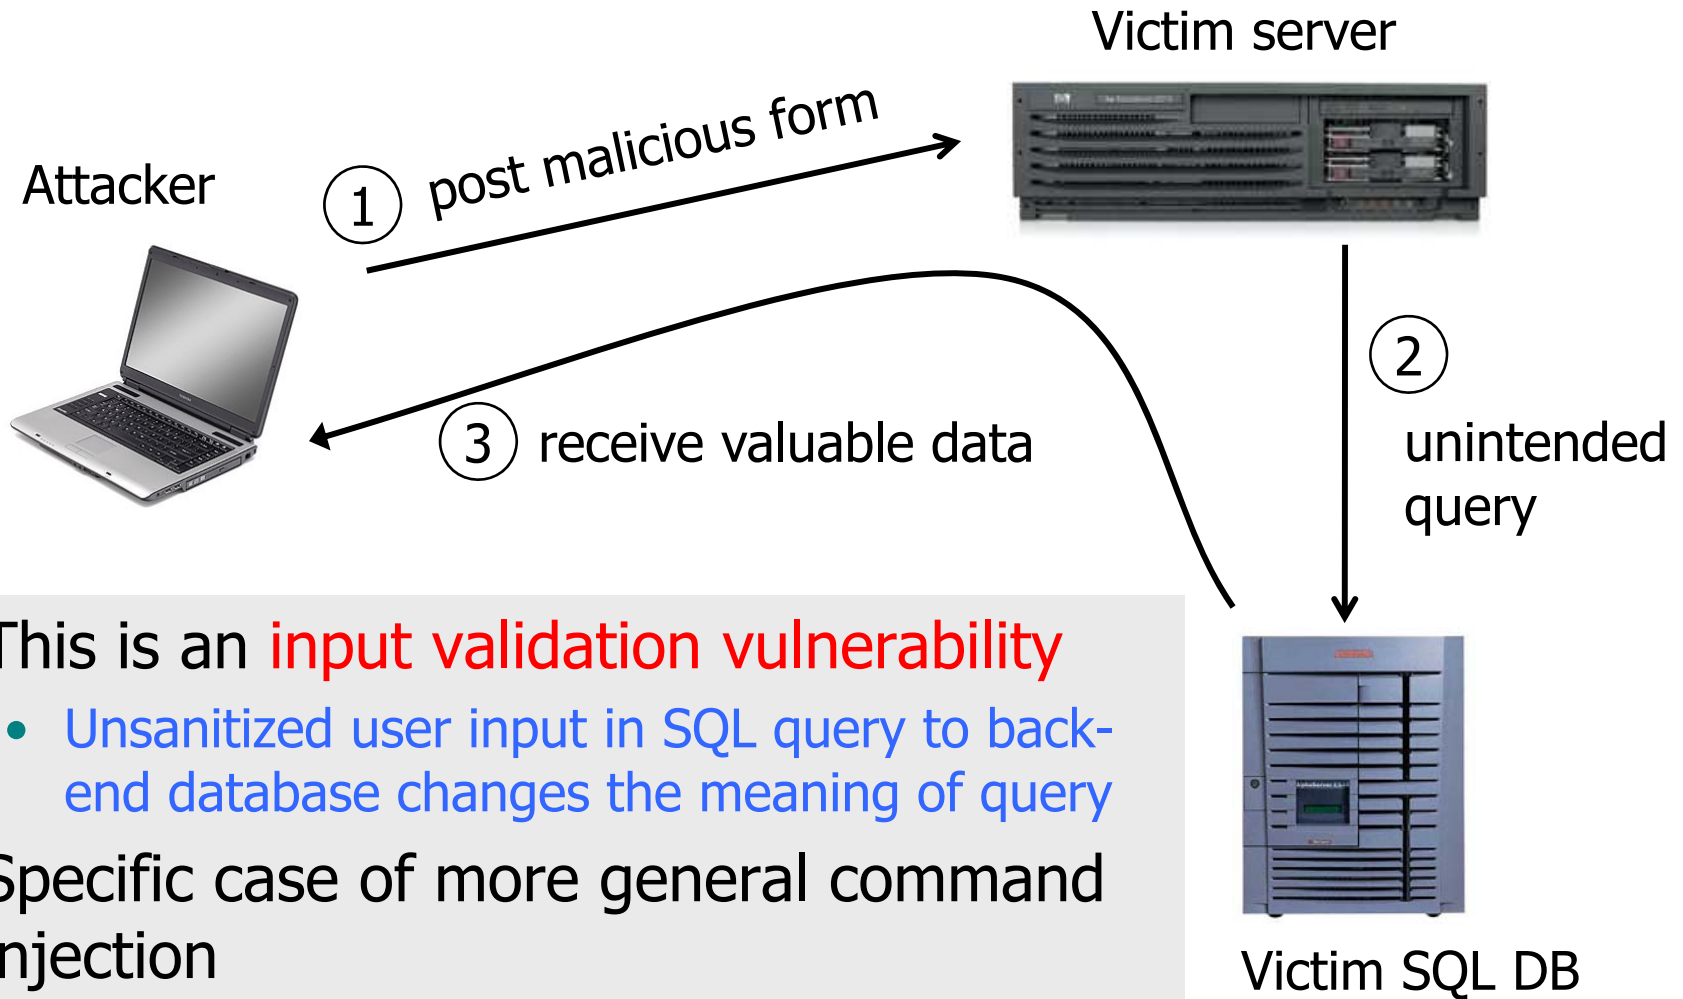 Victim server
Attacker
1
post malicious form
2
unintended
query
3
receive valuable data
This is an input validation vulnerability
• Unsanitized user input in SQL query to back-
end database changes the meaning of query
Specific case of more general command
injection
Victim SQL DB